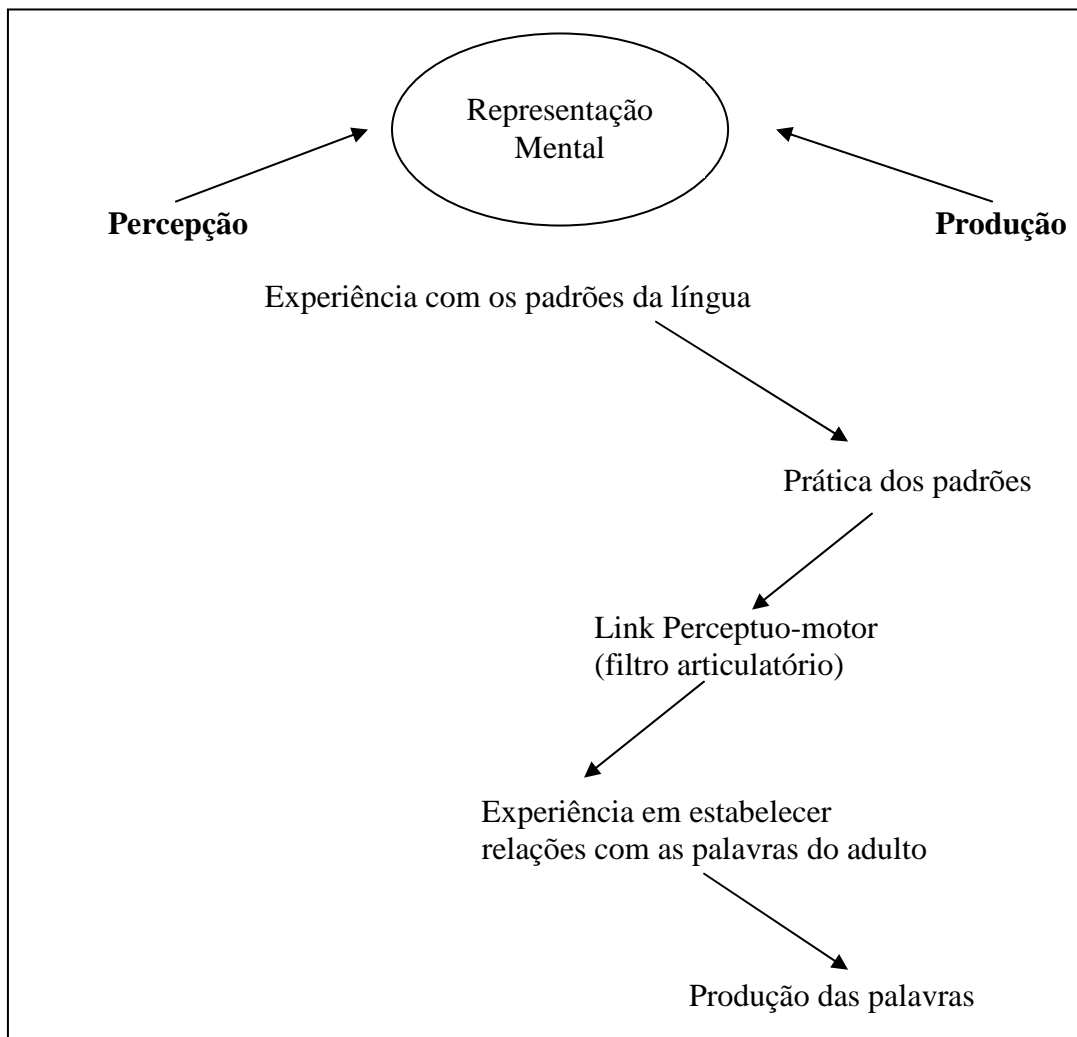 Representação
Mental
Percepção
Produção
Experiência com os padrões da língua
Prática dos padrões
Link Perceptuo-motor
(filtro articulatório)
Experiência em estabelecer
relações com as palavras do adulto
Produção das palavras